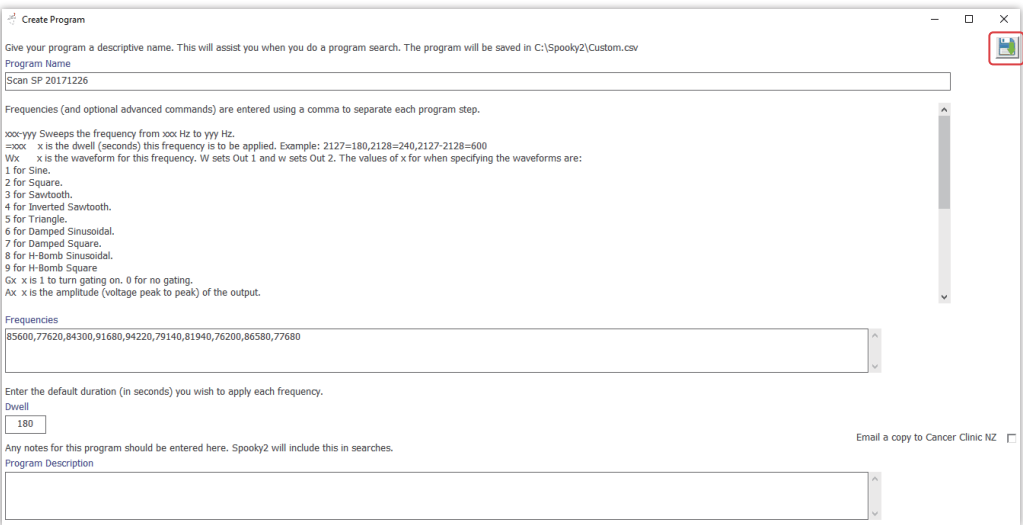 Create Program
Give your program a descriptive name. This will assist you when you do a program search. The program will be saved in C:\Spooky2\Custom.csv
Program Name
Scan SP 20171226
Frequencies (and optional advanced commands) are entered using a comma to separate each program step.
xxx-yyy Sweeps the frequency from xxx Hz to yyy Hz.
=xxx x is the dwell (seconds) this frequency is to be applied. Example: 2127=180,2128=240,2127-2128=600
Wx x is the waveform for this frequency. W sets Out 1 and w sets Out 2. The values of x for when specifying the waveforms are:
1 for Sine.
2 for Square.
3 for Sawtooth.
4 for Inverted Sawtooth.
5 for Triangle.
6 for Damped Sinusoidal.
7 for Damped Square.
8 for H-Bomb Sinusoidal.
9 for H-Bomb Square
Gx x is 1 to turn gating on. 0 for no gating.
Ax x is the amplitude (voltage peak to peak) of the output.
Frequencies
85600,77620,84300,91680,94220,79140,81940,76200,86580,77680
Enter the default duration (in seconds) you wish to apply each frequency.
Dwell
180
Email a copy to Cancer Clinic NZ
Any notes for this program should be entered here. Spooky2 will include this in searches.
Program Description